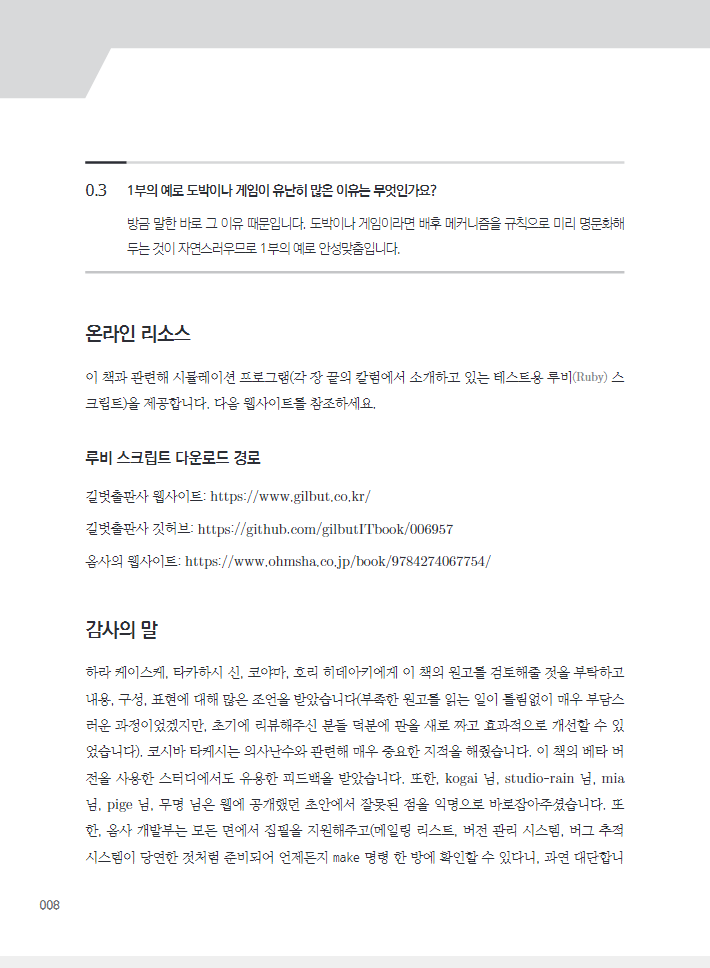 0.3 1부의 예로 도박이나 게임이 유난히 많은 이유는 무엇인가요?
방금 말한 바로 그 이유 때문입니다. 도박이나 게임이라면 배후 메커니즘을 규칙으로 미리 명문화해
두는 것이 자연스러우므로 1부의 예로 안성맞춤입니다.
온라인 리소스
이 책과 관련해 시뮬레이션 프로그램(각 장 끝의 칼럼에서 소개하고 있는 테스트용 루비(Ruby) 스
크립트)을 제공합니다. 다음 웹사이트를 참조하세요.
루비 스크립트 다운로드 경로
길벗출판사 웹사이트: https://www.gilbut.co.kr/
길벗출판사 깃허브: https://github.com/gilbutITbook/006957
옴사의 웹사이트: https://www.ohmsha.co.jp/book/9784274067754/
감사의 말
하라 케이스케, 타카하시 신, 코야마, 호리 히데아키에게 이 책의 원고를 검토해줄 것을 부탁하고
내용, 구성, 표현에 대해 많은 조언을 받았습니다(부족한 원고를 읽는 일이 틀림없이 매우 부담스
러운 과정이었겠지만, 초기에 리뷰해주신 분들 덕분에 판을 새로 짜고 효과적으로 개선할 수 있
었습니다). 코시바 타케시는 의사난수와 관련해 매우 중요한 지적을 해줬습니다. 이 책의 베타 버
전을 사용한 스터디에서도 유용한 피드백을 받았습니다. 또한, kogai 님, studio-rain 님, mia
님, pige 님, 무명 님은 웹에 공개했던 초안에서 잘못된 점을 익명으로 바로잡아주셨습니다. 또
한, 옴사 개발부는 모든 면에서 집필을 지원해주고(메일링 리스트, 버전 관리 시스템, 버그 추적
시스템이 당연한 것처럼 준비되어 언제든지 make 명령 한 방에 확인할 수 있다니, 과연 대단합니
008